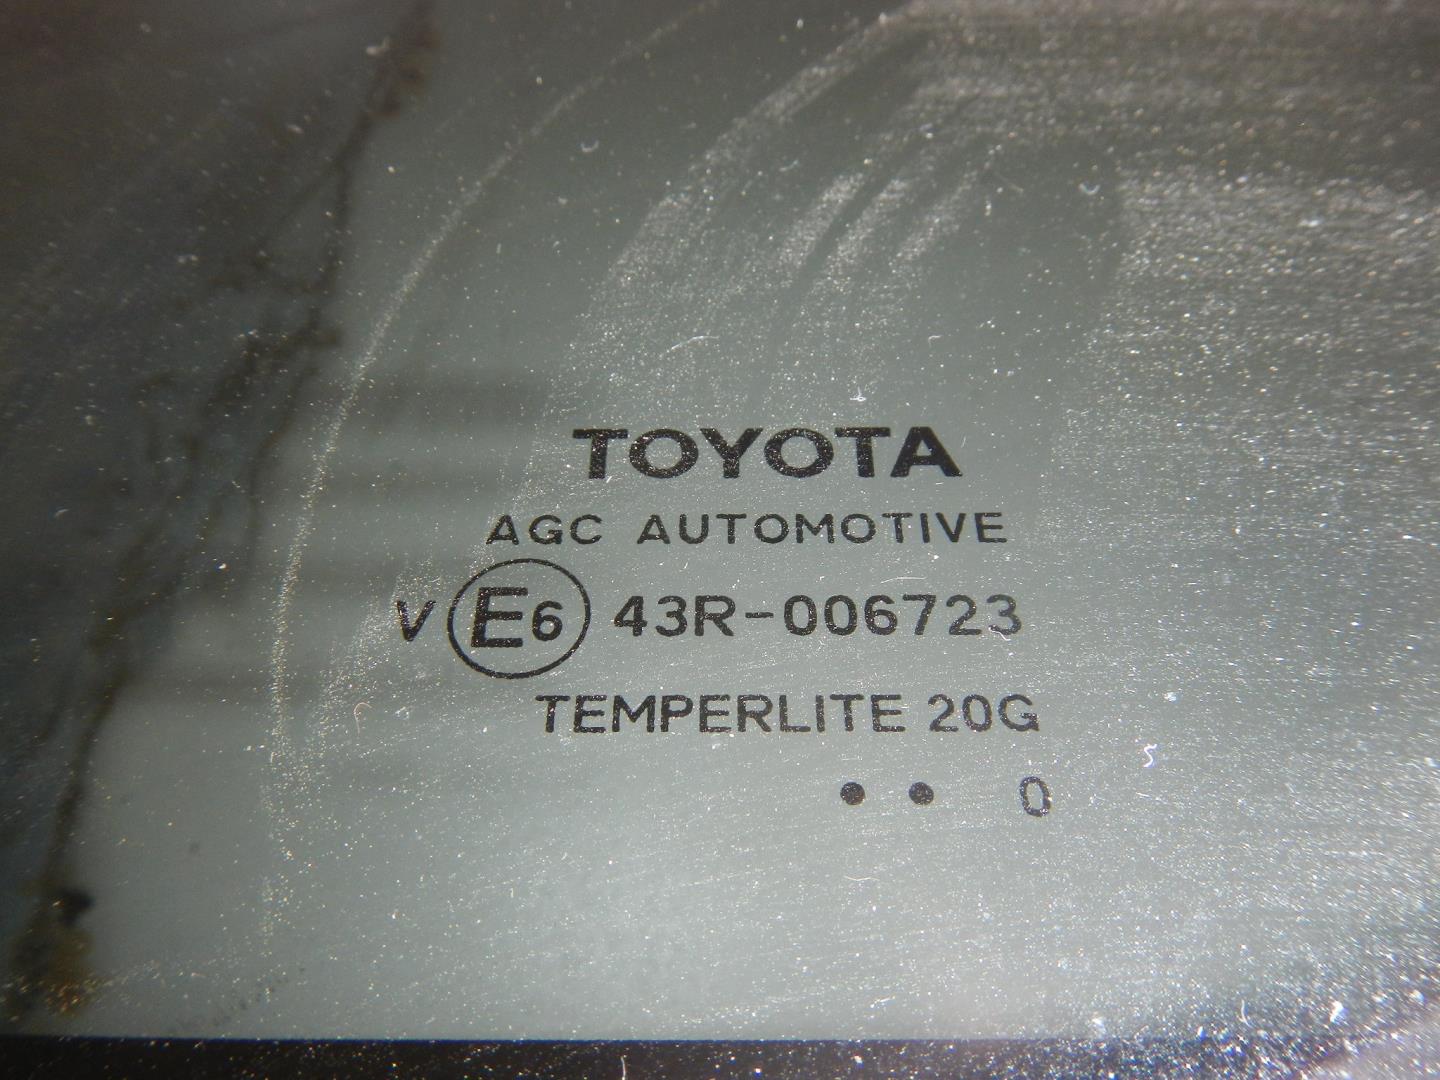 TOYOTA
AGC AUTOMOTIVE
V E6 43R-006723
TEMPERLITE 20G
•• 0